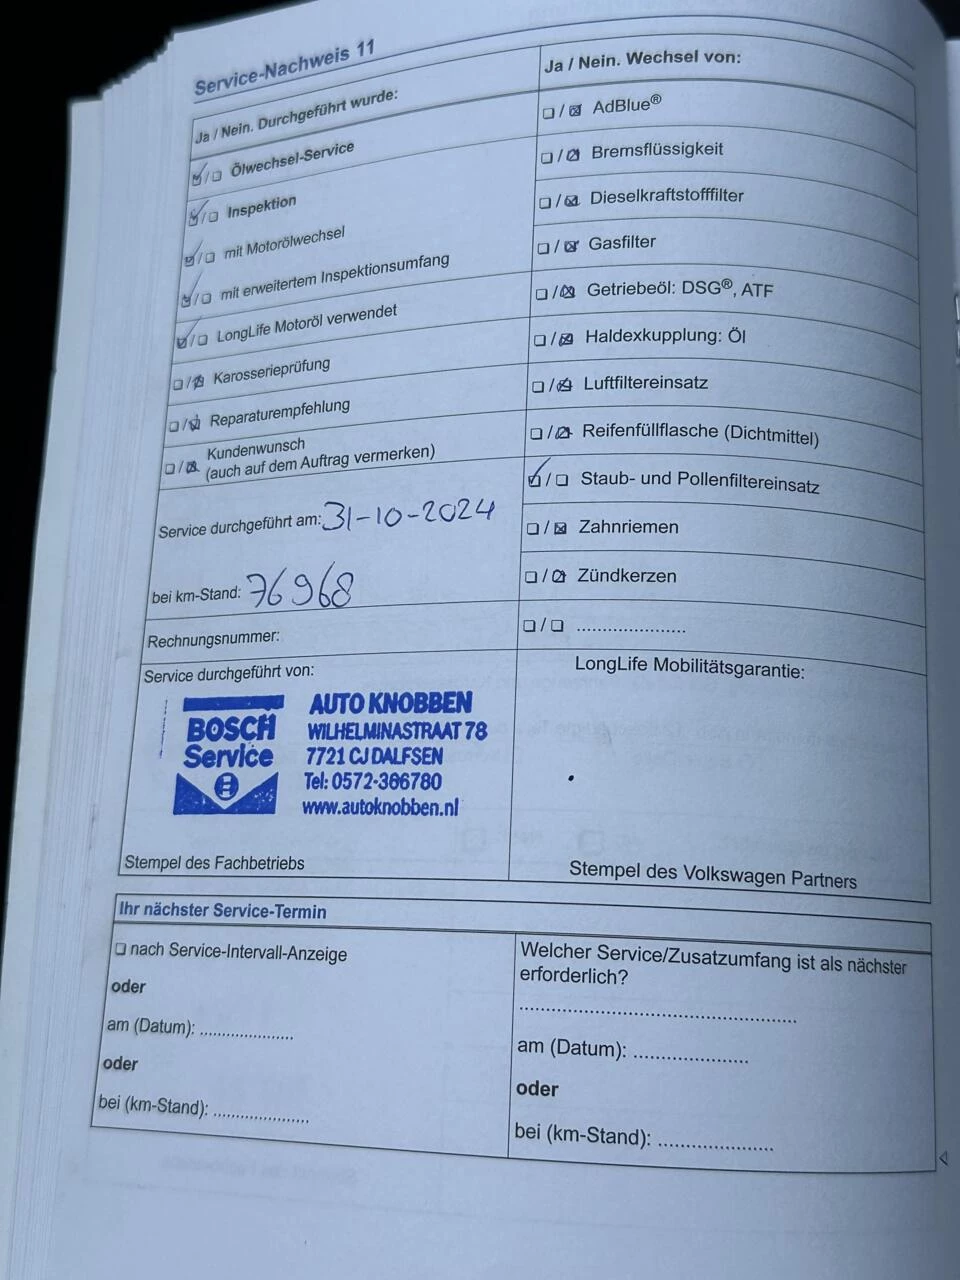 Service-Nachweis 11
Ja / Nein. Durchgeführt wurde:
Ölwechsel-Service
Inspektion
mit Motorölwechsel
mit erweitertem Inspektionsumfang
LongLife Motoröl verwendet
Karosserieprüfung
Reparaturempfehlung
Kundenwunsch
(auch auf dem Auftrag vermerken)
Service durchgeführt am: 31-10-2024
bei km-Stand: 76968
Rechnungsnummer:
Ja / Nein. Wechsel von:
AdBlue®
Bremsflüssigkeit
Dieselkraftstofffilter
Gasfilter
Getriebeöl: DSG®, ATF
Haldexkupplung: Öl
Luftfiltereinsatz
Reifenfüllflasche (Dichtmittel)
Staub- und Pollenfiltereinsatz
Zahnriemen
Zündkerzen
.....................
Service durchgeführt von:
BOSCH
Service
AUTO KNOBBEN
WILHELMINASTRAAT 78
7721 CJ DALFSEN
Tel: 0572-366780
www.autoknobben.nl
Stempel des Fachbetriebs
LongLife Mobilitätsgarantie:
Stempel des Volkswagen Partners
Ihr nächster Service-Termin
nach Service-Intervall-Anzeige
oder
am (Datum): .....................
oder
bei (km-Stand): .....................
Welcher Service/Zusatzumfang ist als nächster
erforderlich?
..................................................
am (Datum): .....................
oder
bei (km-Stand): .....................